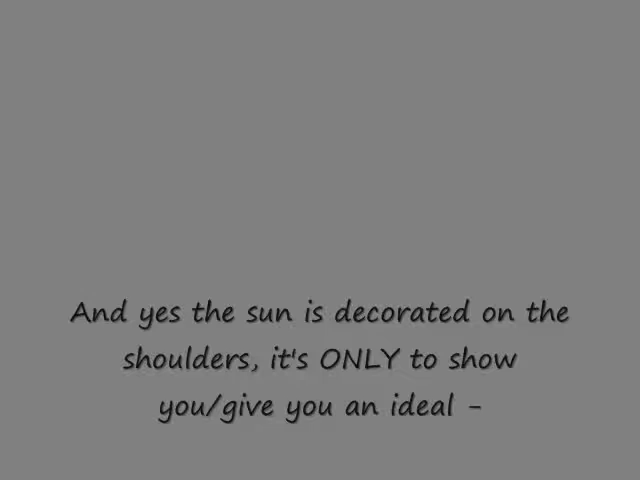 And yes the sun is decorated on the
shoulders, it's ONLY to show
you/give you an ideal -